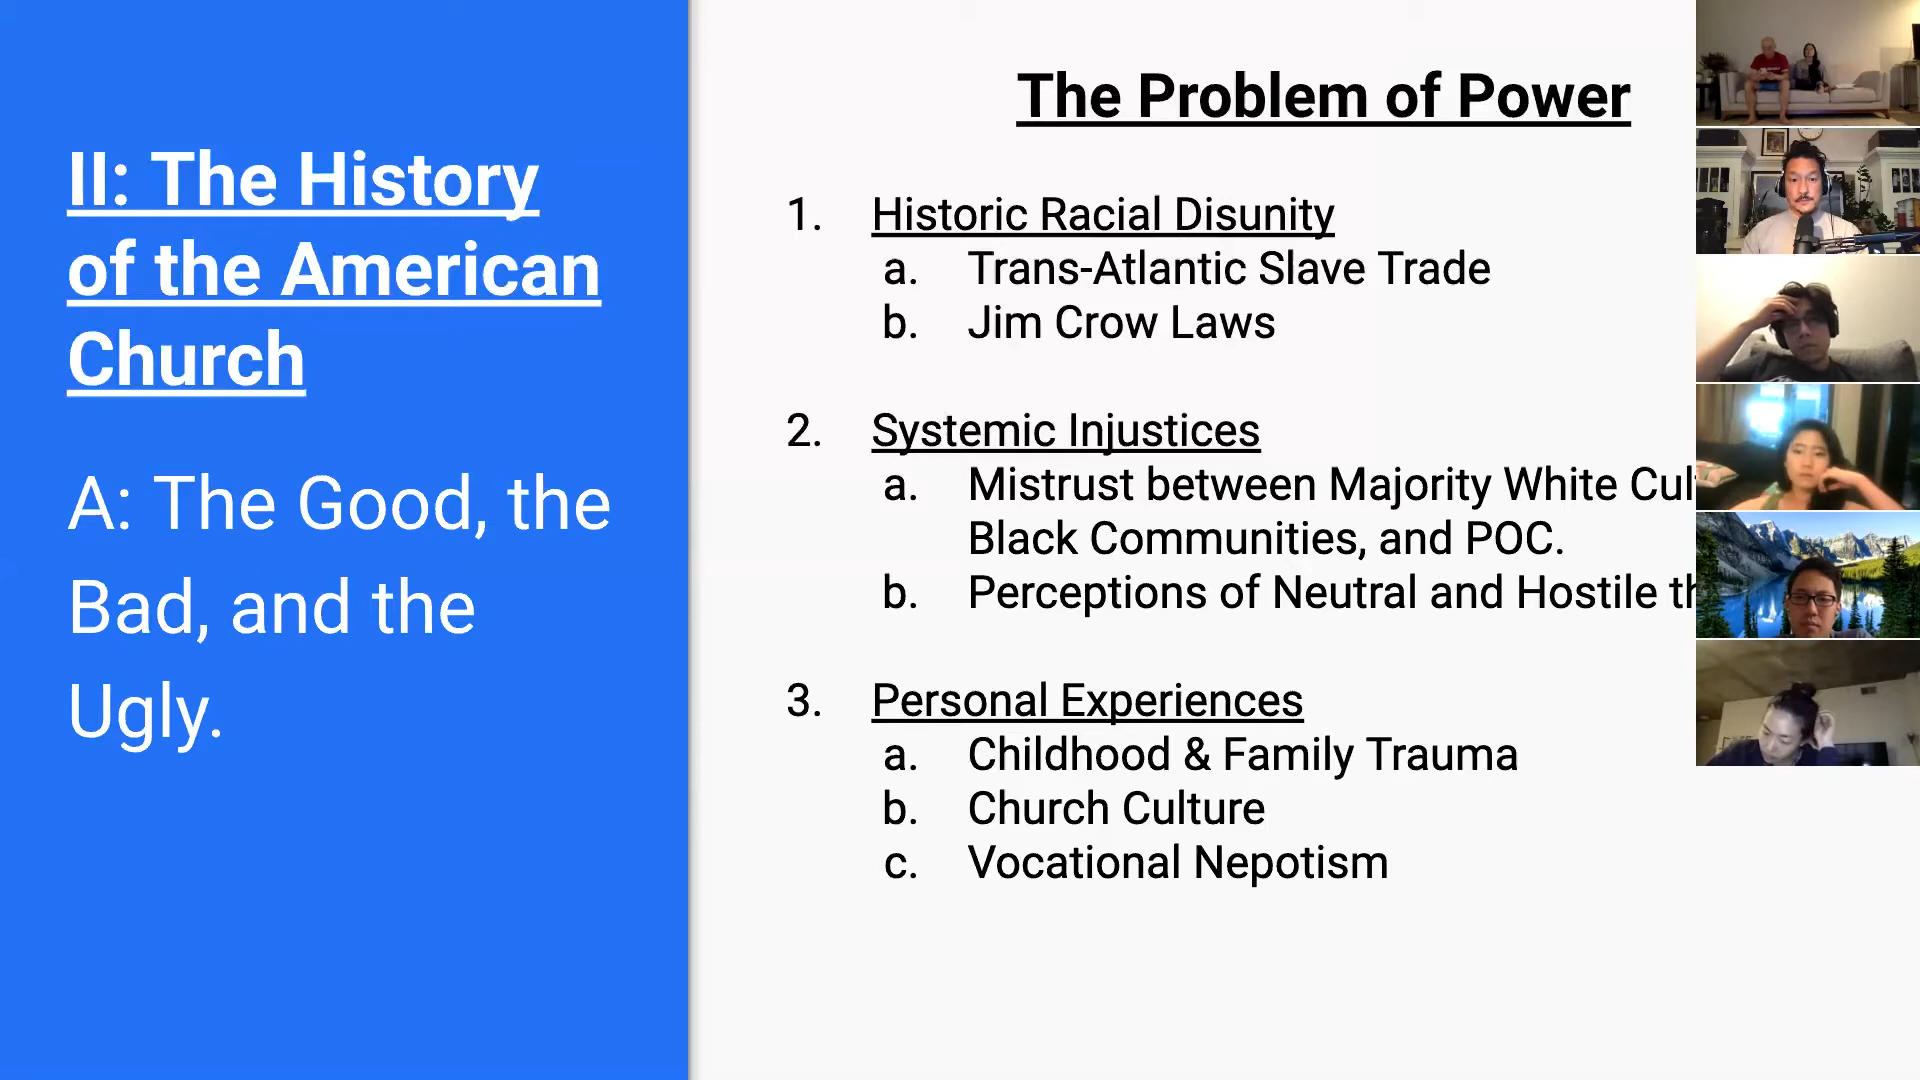 II: The History
of the American
Church
A: The Good, the
Bad, and the
Ugly.
The Problem of Power
1. Historic Racial Disunity
a. Trans-Atlantic Slave Trade
b. Jim Crow Laws
2. Systemic Injustices
a. Mistrust between Majority White
Black Communities, and POC.
b. Perceptions of Neutral and Hostile
3. Personal Experiences
a. Childhood & Family Trauma
b. Church Culture
c. Vocational Nepotism